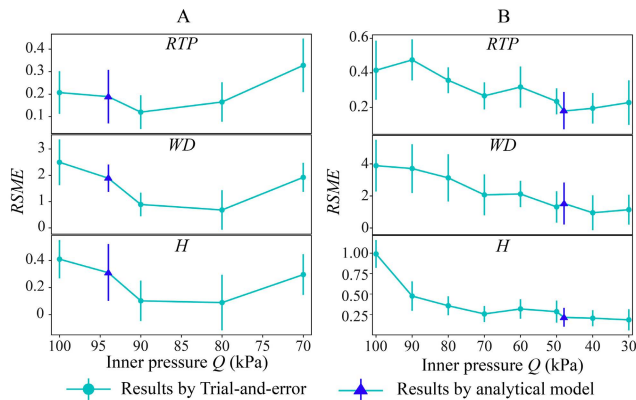 A
B
RTP
0.4
0.3
0.2
0.1
WD
3
2
1
0
RSME
H
0.4
0.2
0
100 95 90 85 80 75 70
Inner pressure Q (kPa)
RTP
0.6
0.4
0.2
WD
4
2
0
RSME
H
1.00
0.75
0.50
0.25
100 90 80 70 60 50 40 30
Inner pressure Q (kPa)
Results by Trial-and-error
Results by analytical model